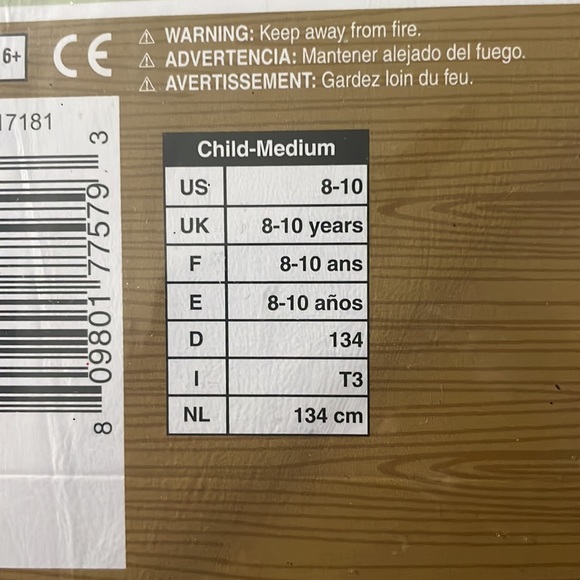 ⚠ WARNING: Keep away from fire.
6+ CE ⚠ ADVERTENCIA: Mantener alejado del fuego.
⚠ AVERTISSEMENT: Gardez loin du feu.
17181
8 09801 77579 3
Child-Medium
US 8-10
UK 8-10 years
F 8-10 ans
E 8-10 años
D 134
I T3
NL 134 cm